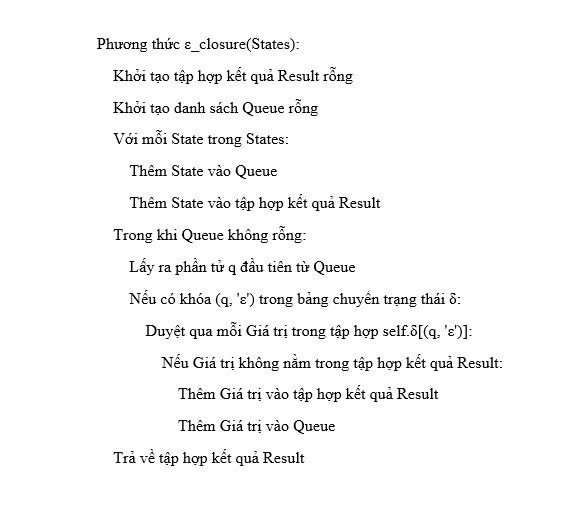 Phương thức ε_closure(States):
Khởi tạo tập hợp kết quả Result rỗng
Khởi tạo danh sách Queue rỗng
Với mỗi State trong States:
Thêm State vào Queue
Thêm State vào tập hợp kết quả Result
Trong khi Queue không rỗng:
Lấy ra phần tử q đầu tiên từ Queue
Nếu có khóa (q, 'ε') trong bảng chuyển trạng thái δ:
Duyệt qua mỗi Giá trị trong tập hợp self.δ[(q, 'ε')]:
Nếu Giá trị không nằm trong tập hợp kết quả Result:
Thêm Giá trị vào tập hợp kết quả Result
Thêm Giá trị vào Queue
Trả về tập hợp kết quả Result